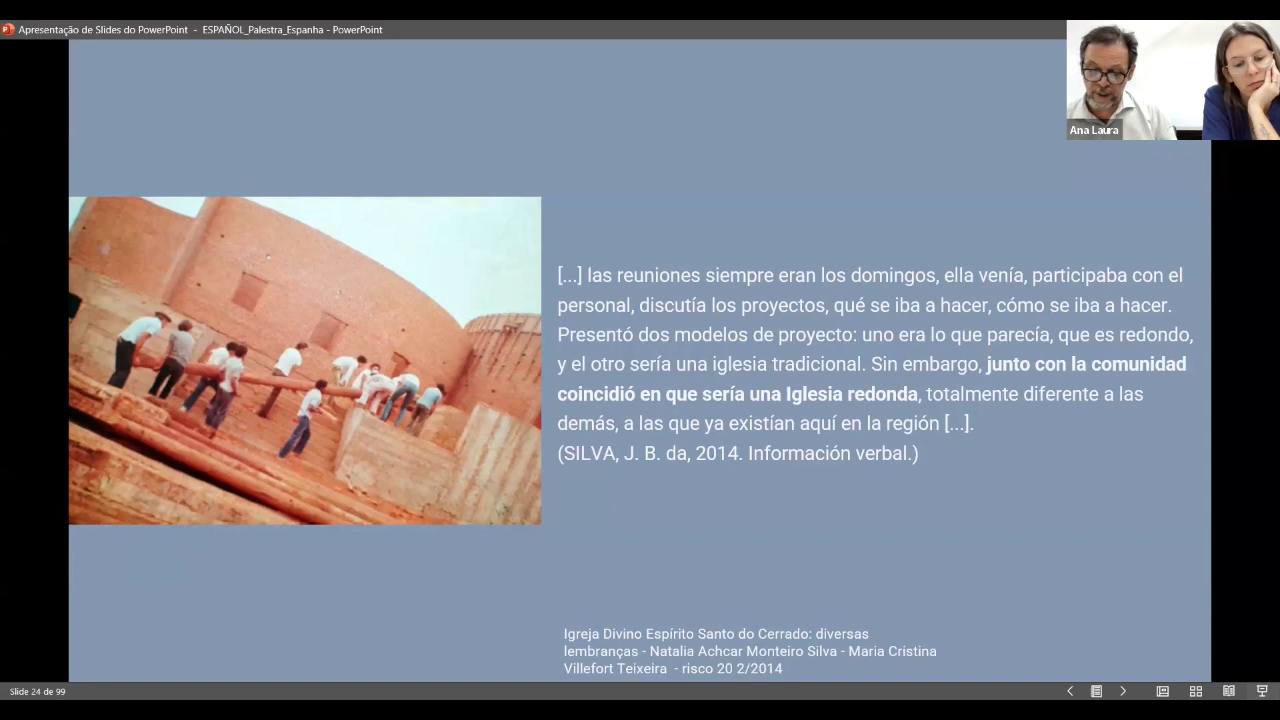 Apresentação de Slides do PowerPoint - ESPAÑOL_Palestra_Espanha - PowerPoint
Ana Laura
[...] las reuniones siempre eran los domingos, ella venía, participaba con el
personal, discutía los proyectos, qué se iba a hacer, cómo se iba a hacer.
Presentó dos modelos de proyecto: uno era lo que parecía, que es redondo,
y el otro sería una iglesia tradicional. Sin embargo, junto con la comunidad
coincidió en que sería una Iglesia redonda, totalmente diferente a las
demás, a las que ya existían aquí en la región [...].
(SILVA, J. B. da, 2014. Información verbal.)
Igreja Divino Espírito Santo do Cerrado: diversas
lembranças - Natalia Achcar Monteiro Silva - Maria Cristina
Villefort Teixeira - risco 20 2/2014
Slide 24 de 99